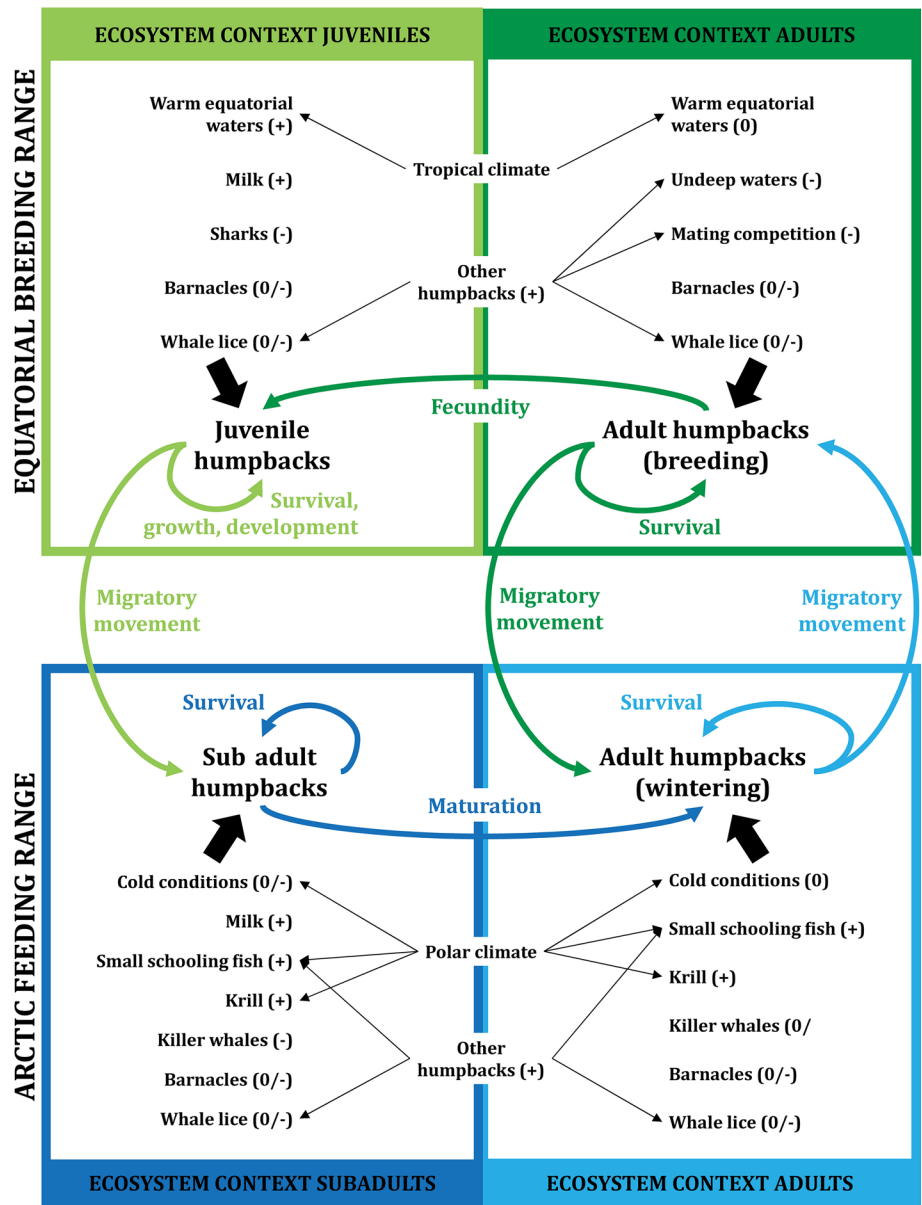 ECOSYSTEM CONTEXT JUVENILES
ECOSYSTEM CONTEXT ADULTS
EQUATORIAL BREEDING RANGE
Warm equatorial
waters (+)
Milk (+)
Sharks (-)
Barnacles (0/-)
Whale lice (0/-)
Tropical climate
Other
humpbacks (+)
Warm equatorial
waters (0)
Undeep waters (-)
Mating competition (-)
Barnacles (0/-)
Whale lice (0/-)
Fecundity
Juvenile
humpbacks
Survival,
growth, development
Adult humpbacks
(breeding)
Survival
Migratory
movement
Migratory
movement
Migratory
movement
ARCTIC FEEDING RANGE
Survival
Sub adult
humpbacks
Maturation
Survival
Adult humpbacks
(wintering)
Cold conditions (0/-)
Milk (+)
Small schooling fish (+)
Krill (+)
Killer whales (-)
Barnacles (0/-)
Whale lice (0/-)
Polar climate
Other
humpbacks (+)
Cold conditions (0)
Small schooling fish (+)
Krill (+)
Killer whales (0/
Barnacles (0/-)
Whale lice (0/-)
ECOSYSTEM CONTEXT SUBADULTS
ECOSYSTEM CONTEXT ADULTS